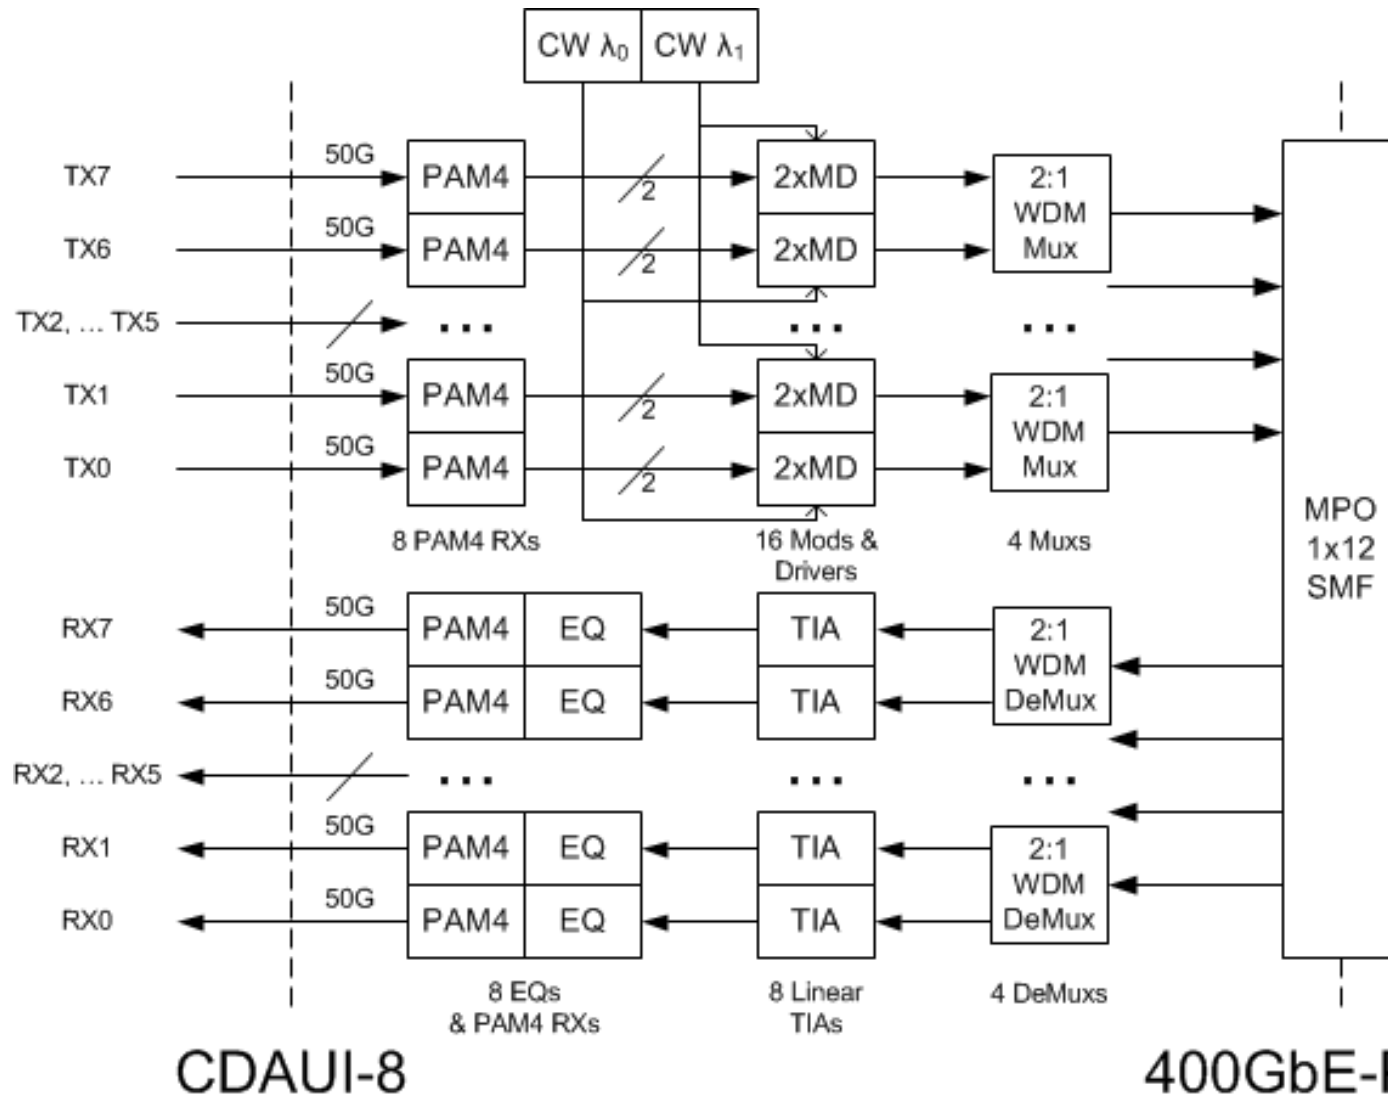 CW λ0 CW λ1
TX7 50G PAM4 2 2xMD 2:1 WDM Mux
TX6 50G PAM4 2 2xMD
TX2, ... TX5 ... ... ...
TX1 50G PAM4 2 2xMD 2:1 WDM Mux
TX0 50G PAM4 2 2xMD
8 PAM4 RXs
16 Mods &
Drivers
4 Muxs
MPO
1x12
SMF
RX7 50G PAM4 EQ TIA 2:1 WDM DeMux
RX6 50G PAM4 EQ TIA
RX2, ... RX5 ... ... ...
RX1 50G PAM4 EQ TIA 2:1 WDM DeMux
RX0 50G PAM4 EQ TIA
8 EQs
& PAM4 RXs
8 Linear
TIAs
4 DeMuxs
CDAUI-8
400GbE-